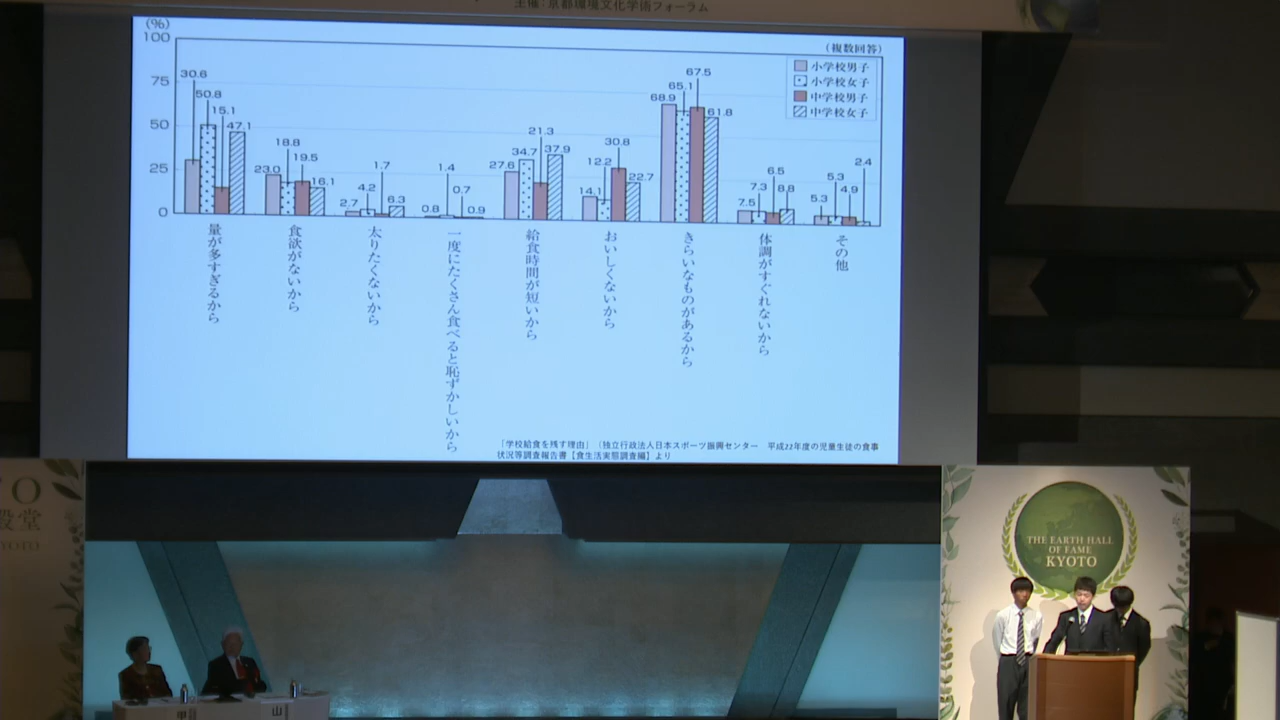 主催：京都環境文化学術フォーラム
(%)
(複数回答)
100
75
50
25
0
小学校男子
小学校女子
中学校男子
中学校女子
30.6
50.8
15.1
47.1
23.0
18.8
19.5
16.1
2.7
4.2
1.7
6.3
0.8
1.4
0.7
0.9
27.6
34.7
21.3
37.9
14.1
12.2
30.8
22.7
68.9
65.1
67.5
61.8
7.5
7.3
6.5
8.8
5.3
5.3
4.9
2.4
量が多すぎるから
食欲がないから
太りたくないから
一度にたくさん食べると恥ずかしいから
給食時間が短いから
おいしくないから
きらいなものがあるから
体調がすぐれないから
その他
「学校給食を残す理由」（独立行政法人日本スポーツ振興センター　平成22年度の児童生徒の食事
状況等調査報告書【食生活実態調査編】より
THE EARTH HALL
OF FAME
KYOTO